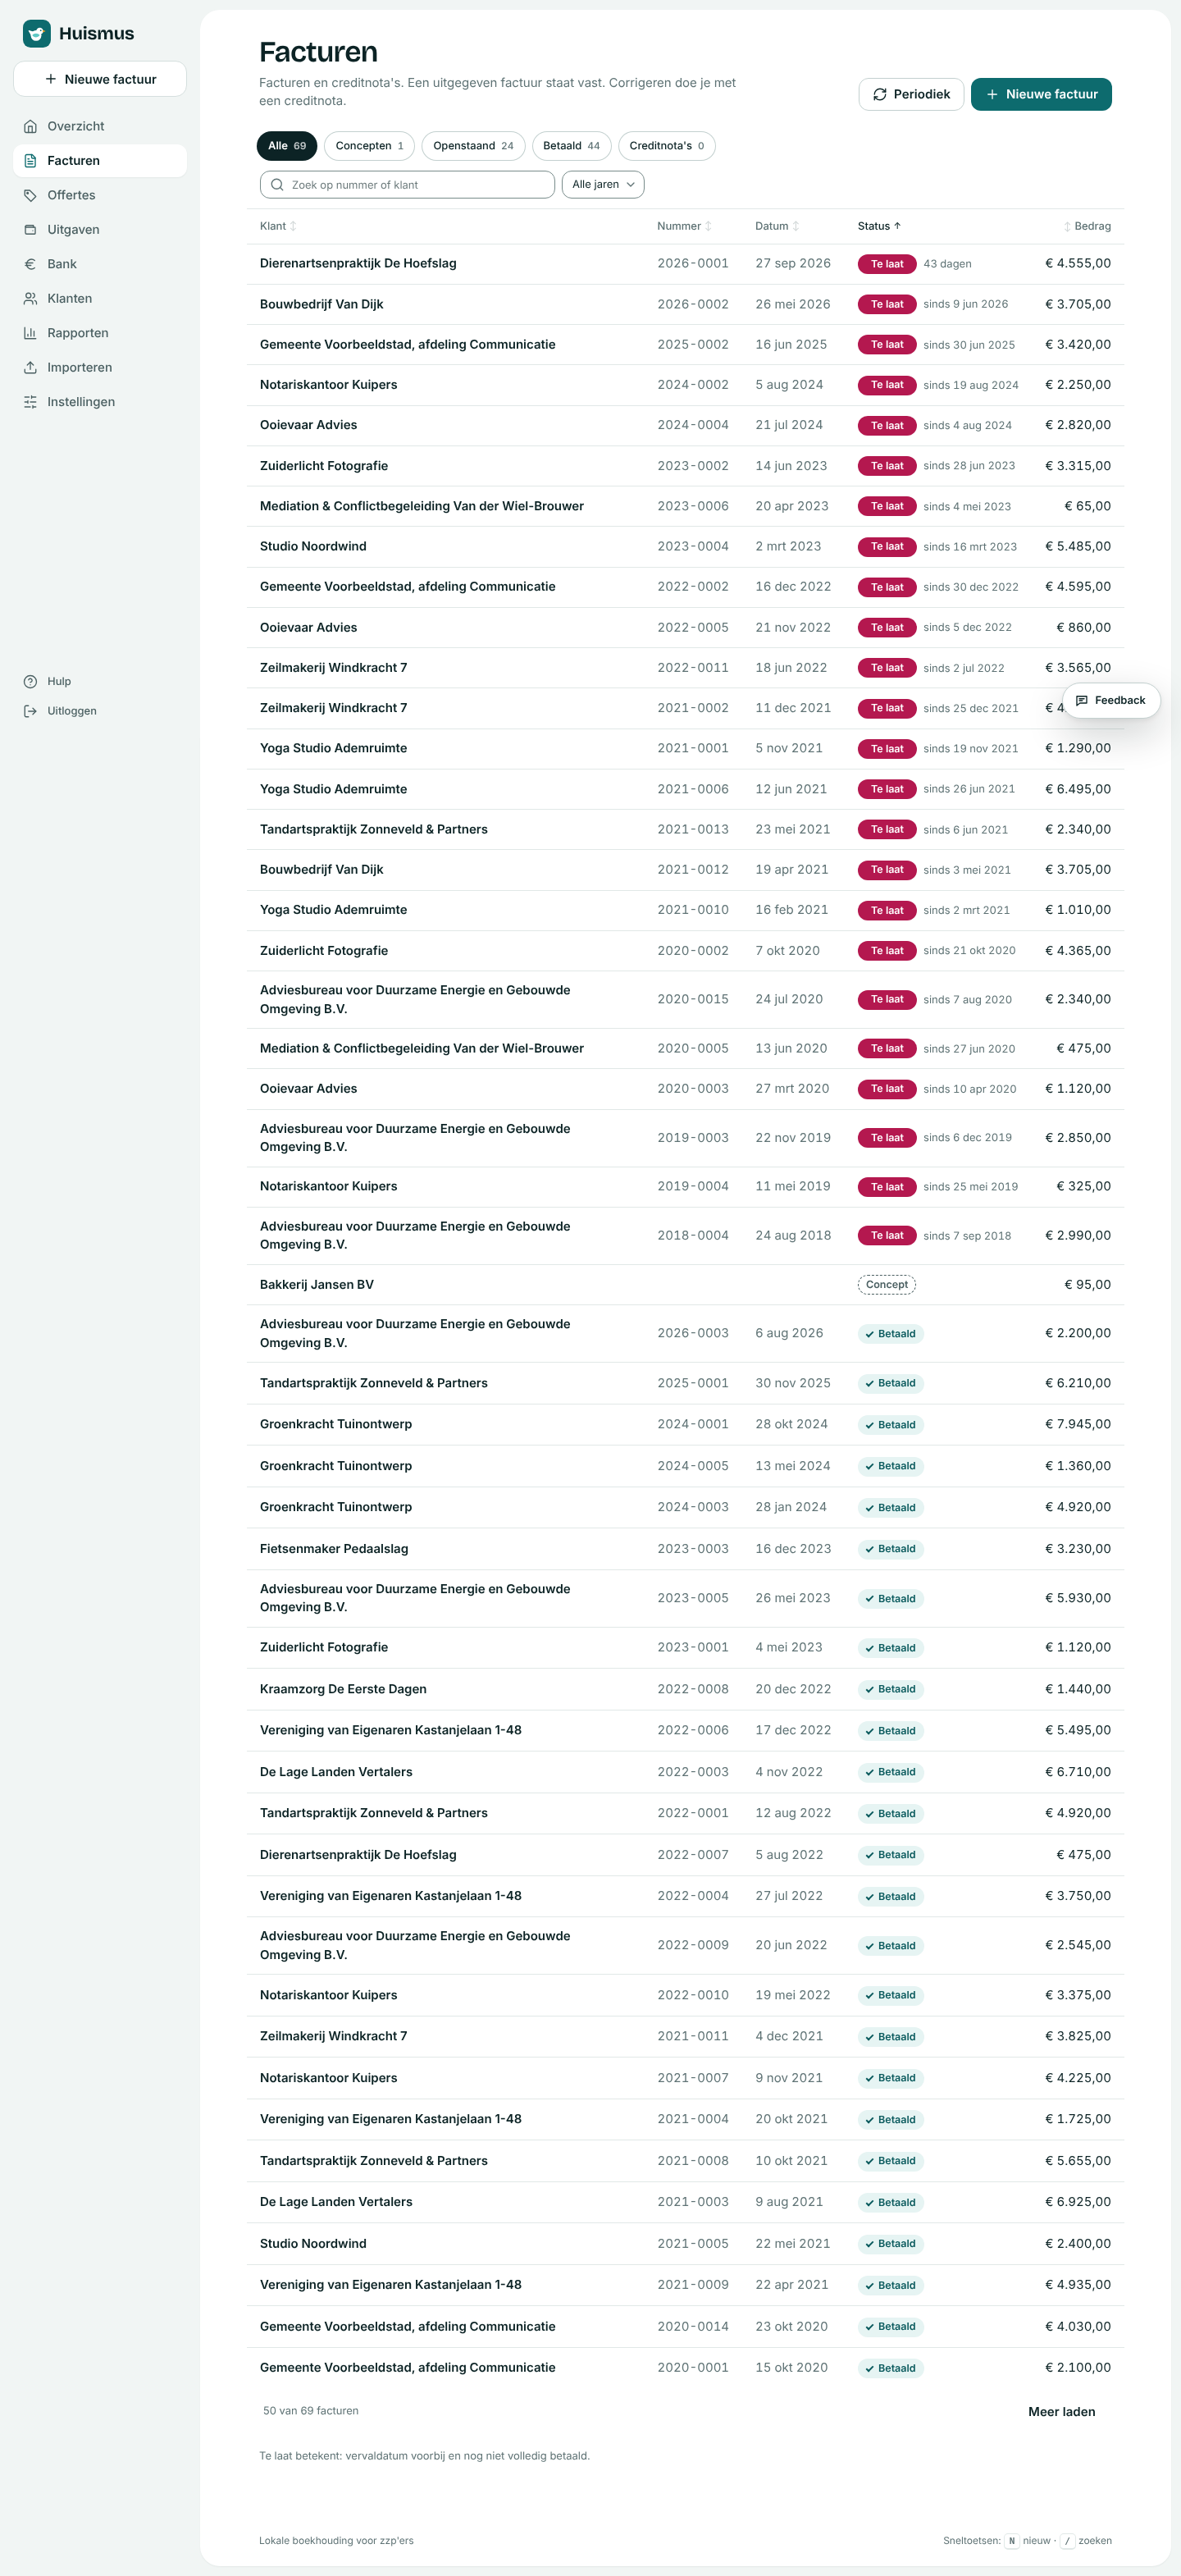 Huismus
Nieuwe factuur
Overzicht
Facturen
Offertes
Uitgaven
Bank
Klanten
Rapporten
Importeren
Instellingen
Hulp
Uitloggen
Facturen
Facturen en creditnota's. Een uitgegeven factuur staat vast. Corrigeren doe je met
een creditnota.
Periodiek
Nieuwe factuur
Alle 69 Concepten 1 Openstaand 24 Betaald 44 Creditnota's 0
Zoek op nummer of klant Alle jaren
Klant Nummer Datum Status ↑ Bedrag
Dierenartsenpraktijk De Hoefslag 2026-0001 27 sep 2026 Te laat 43 dagen € 4.555,00
Bouwbedrijf Van Dijk 2026-0002 26 mei 2026 Te laat sinds 9 jun 2026 € 3.705,00
Gemeente Voorbeeldstad, afdeling Communicatie 2025-0002 16 jun 2025 Te laat sinds 30 jun 2025 € 3.420,00
Notariskantoor Kuipers 2024-0002 5 aug 2024 Te laat sinds 19 aug 2024 € 2.250,00
Ooievaar Advies 2024-0004 21 jul 2024 Te laat sinds 4 aug 2024 € 2.820,00
Zuiderlicht Fotografie 2023-0002 14 jun 2023 Te laat sinds 28 jun 2023 € 3.315,00
Mediation & Conflictbegeleiding Van der Wiel-Brouwer 2023-0006 20 apr 2023 Te laat sinds 4 mei 2023 € 65,00
Studio Noordwind 2023-0004 2 mrt 2023 Te laat sinds 16 mrt 2023 € 5.485,00
Gemeente Voorbeeldstad, afdeling Communicatie 2022-0002 16 dec 2022 Te laat sinds 30 dec 2022 € 4.595,00
Ooievaar Advies 2022-0005 21 nov 2022 Te laat sinds 5 dec 2022 € 860,00
Zeilmakerij Windkracht 7 2022-0011 18 jun 2022 Te laat sinds 2 jul 2022 € 3.565,00
Zeilmakerij Windkracht 7 2021-0002 11 dec 2021 Te laat sinds 25 dec 2021 € 4
Feedback
Yoga Studio Ademruimte 2021-0001 5 nov 2021 Te laat sinds 19 nov 2021 € 1.290,00
Yoga Studio Ademruimte 2021-0006 12 jun 2021 Te laat sinds 26 jun 2021 € 6.495,00
Tandartspraktijk Zonneveld & Partners 2021-0013 23 mei 2021 Te laat sinds 6 jun 2021 € 2.340,00
Bouwbedrijf Van Dijk 2021-0012 19 apr 2021 Te laat sinds 3 mei 2021 € 3.705,00
Yoga Studio Ademruimte 2021-0010 16 feb 2021 Te laat sinds 2 mrt 2021 € 1.010,00
Zuiderlicht Fotografie 2020-0002 7 okt 2020 Te laat sinds 21 okt 2020 € 4.365,00
Adviesbureau voor Duurzame Energie en Gebouwde
Omgeving B.V. 2020-0015 24 jul 2020 Te laat sinds 7 aug 2020 € 2.340,00
Mediation & Conflictbegeleiding Van der Wiel-Brouwer 2020-0005 13 jun 2020 Te laat sinds 27 jun 2020 € 475,00
Ooievaar Advies 2020-0003 27 mrt 2020 Te laat sinds 10 apr 2020 € 1.120,00
Adviesbureau voor Duurzame Energie en Gebouwde
Omgeving B.V. 2019-0003 22 nov 2019 Te laat sinds 6 dec 2019 € 2.850,00
Notariskantoor Kuipers 2019-0004 11 mei 2019 Te laat sinds 25 mei 2019 € 325,00
Adviesbureau voor Duurzame Energie en Gebouwde
Omgeving B.V. 2018-0004 24 aug 2018 Te laat sinds 7 sep 2018 € 2.990,00
Bakkerij Jansen BV Concept € 95,00
Adviesbureau voor Duurzame Energie en Gebouwde
Omgeving B.V. 2026-0003 6 aug 2026 Betaald € 2.200,00
Tandartspraktijk Zonneveld & Partners 2025-0001 30 nov 2025 Betaald € 6.210,00
Groenkracht Tuinontwerp 2024-0001 28 okt 2024 Betaald € 7.945,00
Groenkracht Tuinontwerp 2024-0005 13 mei 2024 Betaald € 1.360,00
Groenkracht Tuinontwerp 2024-0003 28 jan 2024 Betaald € 4.920,00
Fietsenmaker Pedaalslag 2023-0003 16 dec 2023 Betaald € 3.230,00
Adviesbureau voor Duurzame Energie en Gebouwde
Omgeving B.V. 2023-0005 26 mei 2023 Betaald € 5.930,00
Zuiderlicht Fotografie 2023-0001 4 mei 2023 Betaald € 1.120,00
Kraamzorg De Eerste Dagen 2022-0008 20 dec 2022 Betaald € 1.440,00
Vereniging van Eigenaren Kastanjelaan 1-48 2022-0006 17 dec 2022 Betaald € 5.495,00
De Lage Landen Vertalers 2022-0003 4 nov 2022 Betaald € 6.710,00
Tandartspraktijk Zonneveld & Partners 2022-0001 12 aug 2022 Betaald € 4.920,00
Dierenartsenpraktijk De Hoefslag 2022-0007 5 aug 2022 Betaald € 475,00
Vereniging van Eigenaren Kastanjelaan 1-48 2022-0004 27 jul 2022 Betaald € 3.750,00
Adviesbureau voor Duurzame Energie en Gebouwde
Omgeving B.V. 2022-0009 20 jun 2022 Betaald € 2.545,00
Notariskantoor Kuipers 2022-0010 19 mei 2022 Betaald € 3.375,00
Zeilmakerij Windkracht 7 2021-0011 4 dec 2021 Betaald € 3.825,00
Notariskantoor Kuipers 2021-0007 9 nov 2021 Betaald € 4.225,00
Vereniging van Eigenaren Kastanjelaan 1-48 2021-0004 20 okt 2021 Betaald € 1.725,00
Tandartspraktijk Zonneveld & Partners 2021-0008 10 okt 2021 Betaald € 5.655,00
De Lage Landen Vertalers 2021-0003 9 aug 2021 Betaald € 6.925,00
Studio Noordwind 2021-0005 22 mei 2021 Betaald € 2.400,00
Vereniging van Eigenaren Kastanjelaan 1-48 2021-0009 22 apr 2021 Betaald € 4.935,00
Gemeente Voorbeeldstad, afdeling Communicatie 2020-0014 23 okt 2020 Betaald € 4.030,00
Gemeente Voorbeeldstad, afdeling Communicatie 2020-0001 15 okt 2020 Betaald € 2.100,00
50 van 69 facturen Meer laden
Te laat betekent: vervaldatum voorbij en nog niet volledig betaald.
Lokale boekhouding voor zzp'ers Sneltoetsen: N nieuw · / zoeken